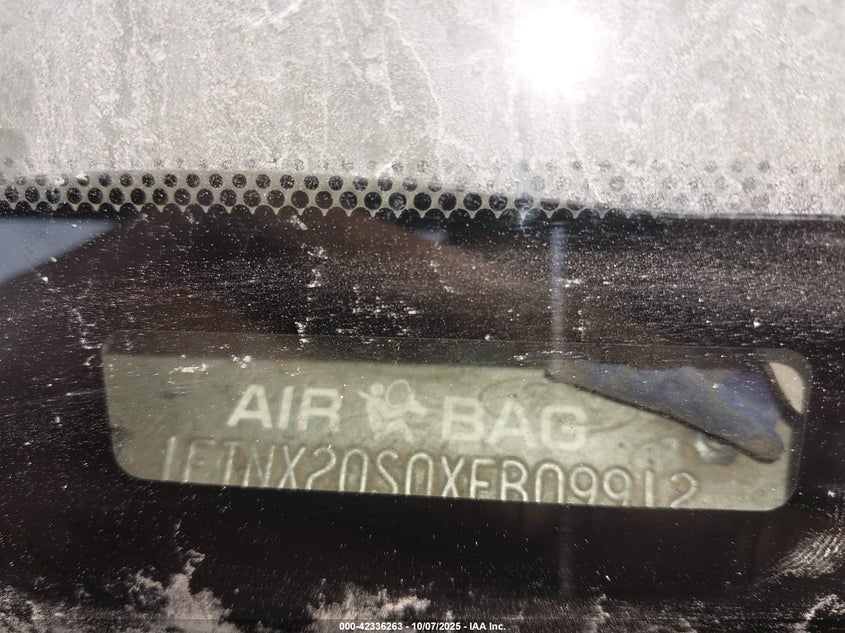 AIR BAG
1FTNX20S0XEB09912
000-42336263 - 10/07/2025 - IAA Inc.